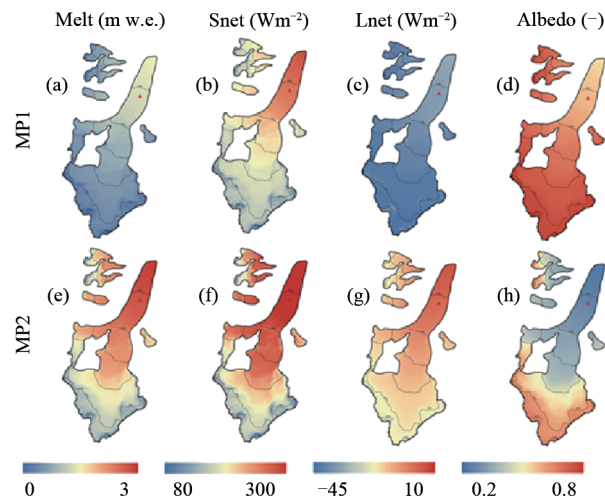 Melt (m w.e.) Snet (Wm⁻²) Lnet (Wm⁻²) Albedo (−)
(a) (b) (c) (d)
MP1
(e) (f) (g) (h)
MP2
0 3 80 300 −45 10 0.2 0.8